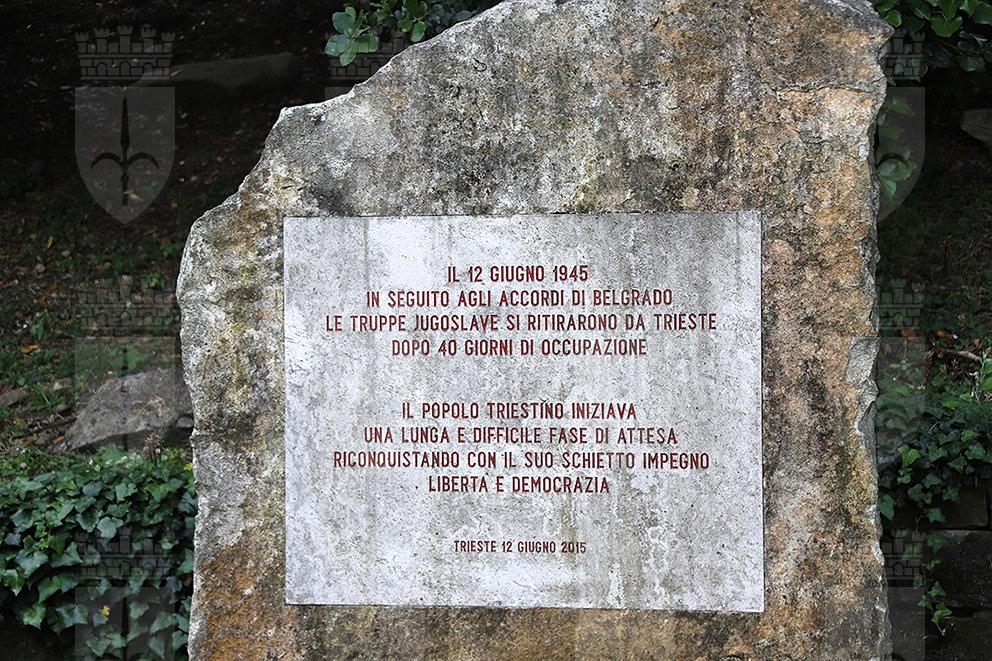 IL 12 GIUGNO 1945
IN SEGUITO AGLI ACCORDI DI BELGRADO
LE TRUPPE JUGOSLAVE SI RITIRARONO DA TRIESTE
DOPO 40 GIORNI DI OCCUPAZIONE
IL POPOLO TRIESTINO INIZIAVA
UNA LUNGA E DIFFICILE FASE DI ATTESA
RICONQUISTANDO CON IL SUO SCHIETTO IMPEGNO
LIBERTÀ E DEMOCRAZIA
TRIESTE 12 GIUGNO 2015